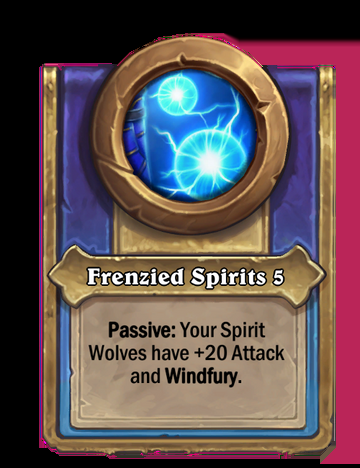 Frenzied Spirits 5
Passive: Your Spirit
Wolves have +20 Attack
and Windfury.